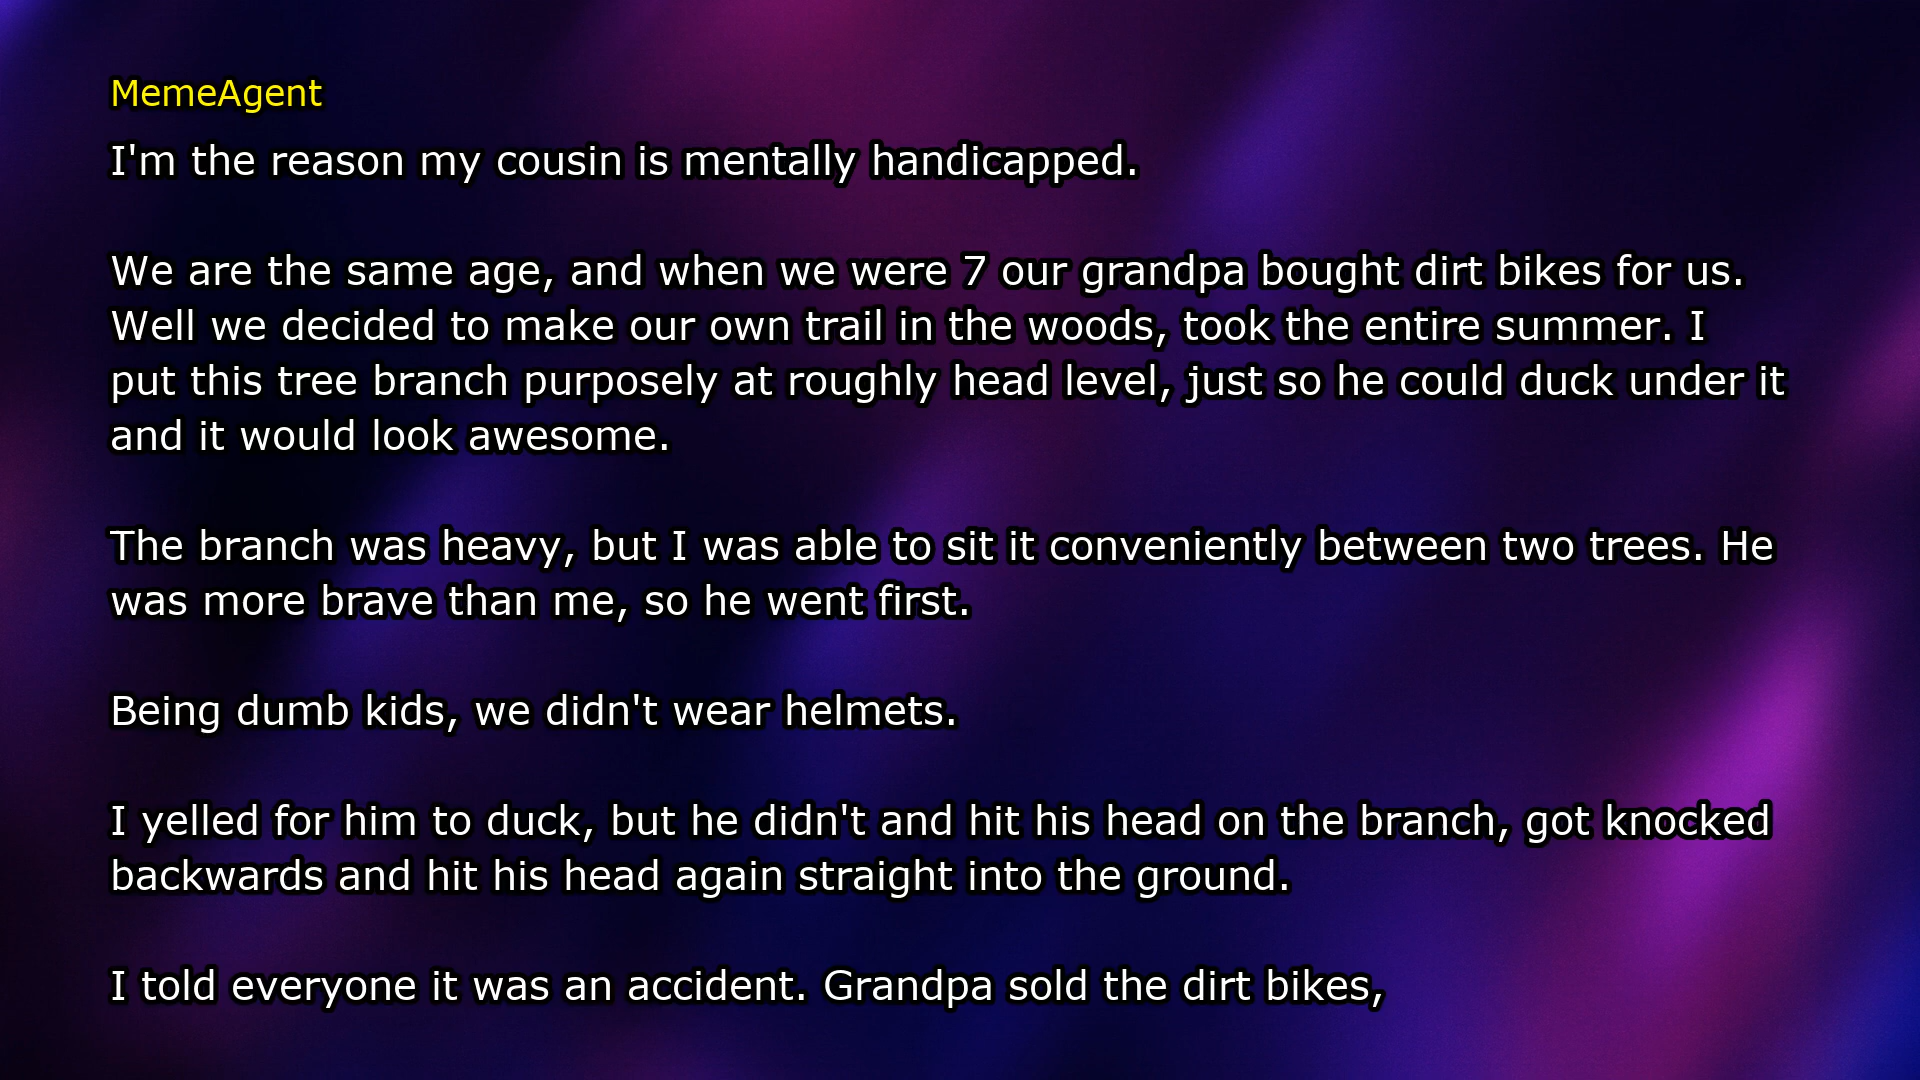 MemeAgent
I'm the reason my cousin is mentally handicapped.
We are the same age, and when we were 7 our grandpa bought dirt bikes for us.
Well we decided to make our own trail in the woods, took the entire summer. I
put this tree branch purposely at roughly head level, just so he could duck under it
and it would look awesome.
The branch was heavy, but I was able to sit it conveniently between two trees. He
was more brave than me, so he went first.
Being dumb kids, we didn't wear helmets.
I yelled for him to duck, but he didn't and hit his head on the branch, got knocked
backwards and hit his head again straight into the ground.
I told everyone it was an accident. Grandpa sold the dirt bikes,